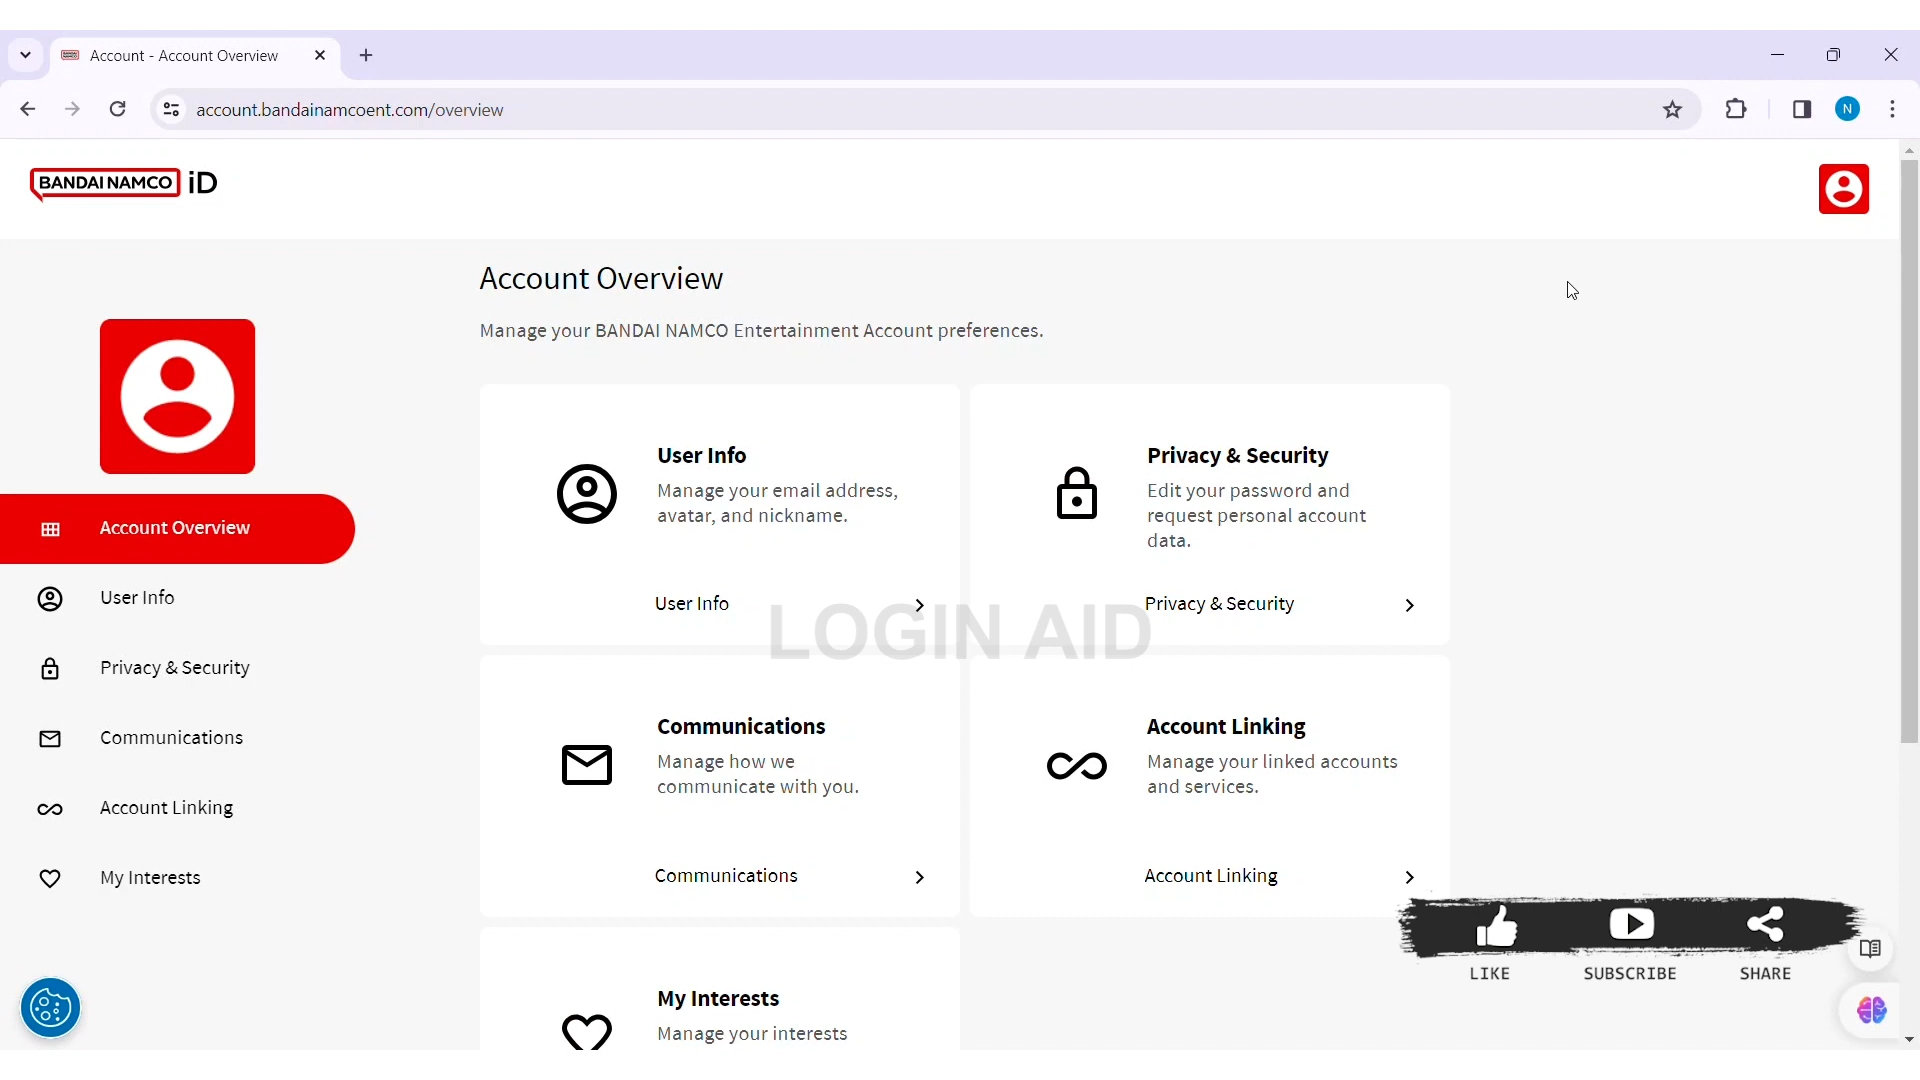 Account - Account Overview
account.bandainamcoent.com/overview
N
BANDAI NAMCO iD
Account Overview
Manage your BANDAI NAMCO Entertainment Account preferences.
Account Overview
User Info
Privacy & Security
Communications
Account Linking
My Interests
User Info
Manage your email address,
avatar, and nickname.
User Info
Privacy & Security
Edit your password and
request personal account
data.
Privacy & Security
LOGIN AID
Communications
Manage how we
communicate with you.
Communications
Account Linking
Manage your linked accounts
and services.
Account Linking
My Interests
Manage your interests
LIKE
SUBSCRIBE
SHARE